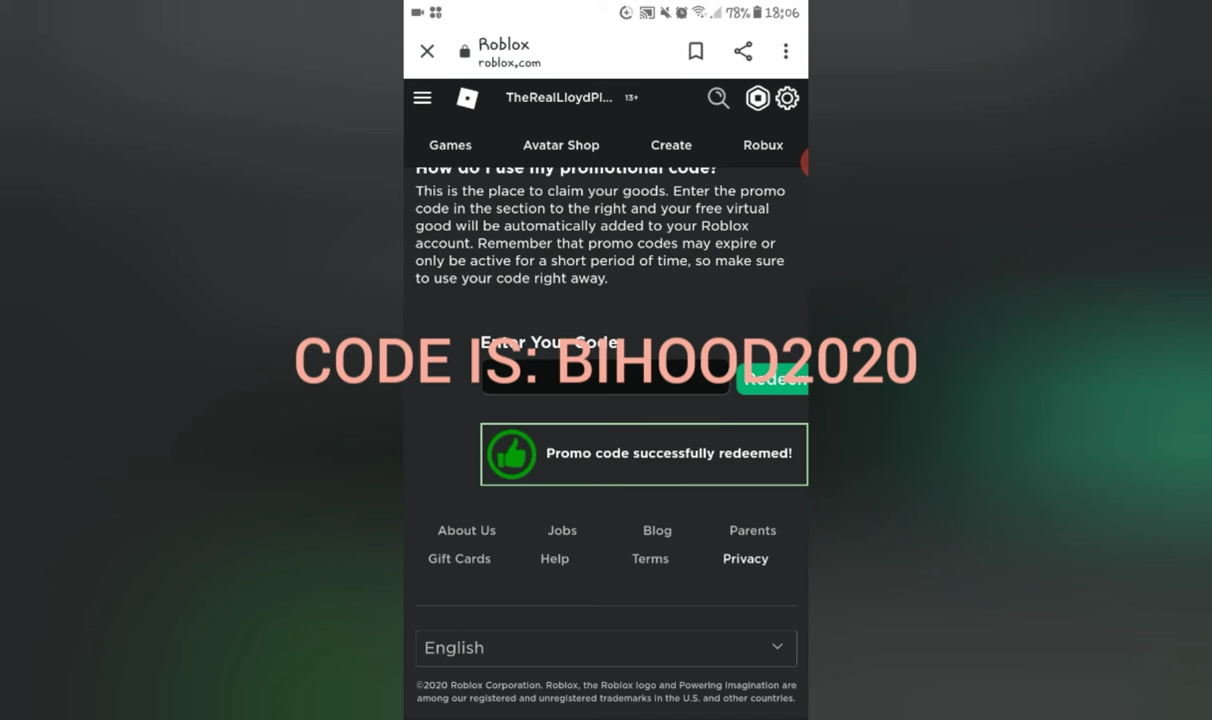 78% 18:06
Roblox
roblox.com
TheRealLloydPl... 13+
Games Avatar Shop Create Robux
How do I use my promotional code?
This is the place to claim your goods. Enter the promo
code in the section to the right and your free virtual
good will be automatically added to your Roblox
account. Remember that promo codes may expire or
only be active for a short period of time, so make sure
to use your code right away.
Enter Your Code
CODE IS: BIHOOD2020
Redeem
Promo code successfully redeemed!
About Us Jobs Blog Parents
Gift Cards Help Terms Privacy
English
©2020 Roblox Corporation. Roblox, the Roblox logo and Powering Imagination are
among our registered and unregistered trademarks in the U.S. and other countries.